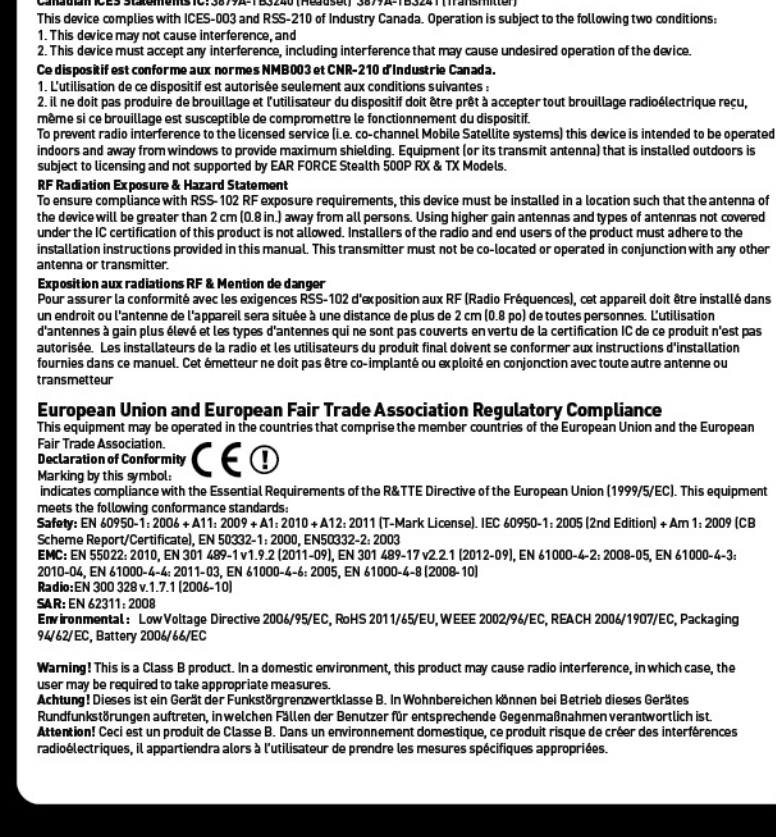 Canadian ICES Statements IC: 3879A-TB3240 (Headset) 3879A-TB3241 (Transmitter)
This device complies with ICES-003 and RSS-210 of Industry Canada. Operation is subject to the following two conditions:
1. This device may not cause interference, and
2. This device must accept any interference, including interference that may cause undesired operation of the device.
Ce dispositif est conforme aux normes NMB003 et CNR-210 d'Industrie Canada.
1. L'utilisation de ce dispositif est autorisée seulement aux conditions suivantes :
2. il ne doit pas produire de brouillage et l'utilisateur du dispositif doit être prêt à accepter tout brouillage radioélectrique reçu,
même si ce brouillage est susceptible de compromettre le fonctionnement du dispositif.
To prevent radio interference to the licensed service (i.e. co-channel Mobile Satellite systems) this device is intended to be operated
indoors and away from windows to provide maximum shielding. Equipment (or its transmit antenna) that is installed outdoors is
subject to licensing and not supported by EAR FORCE Stealth 500P RX & TX Models.
RF Radiation Exposure & Hazard Statement
To ensure compliance with RSS-102 RF exposure requirements, this device must be installed in a location such that the antenna of
the device will be greater than 2 cm (0.8 in.) away from all persons. Using higher gain antennas and types of antennas not covered
under the IC certification of this product is not allowed. Installers of the radio and end users of the product must adhere to the
installation instructions provided in this manual. This transmitter must not be co-located or operated in conjunction with any other
antenna or transmitter.
Exposition aux radiations RF & Mention de danger
Pour assurer la conformité avec les exigences RSS-102 d'exposition aux RF (Radio Fréquences), cet appareil doit être installé dans
un endroit ou l'antenne de l'appareil sera située à une distance de plus de 2 cm (0.8 po) de toutes personnes. L'utilisation
d'antennes à gain plus élevé et les types d'antennes qui ne sont pas couverts en vertu de la certification IC de ce produit n'est pas
autorisée. Les installateurs de la radio et les utilisateurs du produit final doivent se conformer aux instructions d'installation
fournies dans ce manuel. Cet émetteur ne doit pas être co-implanté ou exploité en conjonction avec toute autre antenne ou
transmetteur
European Union and European Fair Trade Association Regulatory Compliance
This equipment may be operated in the countries that comprise the member countries of the European Union and the European
Fair Trade Association.
Declaration of Conformity CE
Marking by this symbol:
indicates compliance with the Essential Requirements of the R&TTE Directive of the European Union (1999/5/EC). This equipment
meets the following conformance standards:
Safety: EN 60950-1: 2006 + A11: 2009 + A1: 2010 + A12: 2011 (T-Mark License). IEC 60950-1: 2005 (2nd Edition) + Am 1: 2009 (CB
Scheme Report/Certificate), EN 50332-1: 2000, EN50332-2: 2003
EMC: EN 55022: 2010, EN 301 489-1 v1.9.2 (2011-09), EN 301 489-17 v2.2.1 (2012-09), EN 61000-4-2: 2008-05, EN 61000-4-3:
2010-04, EN 61000-4-4: 2011-03, EN 61000-4-6: 2005, EN 61000-4-8 (2008-10)
Radio:EN 300 328 v.1.7.1 (2006-10)
SAR: EN 62311: 2008
Environmental : Low Voltage Directive 2006/95/EC, RoHS 2011/65/EU, WEEE 2002/96/EC, REACH 2006/1907/EC, Packaging
94/62/EC, Battery 2006/66/EC
Warning! This is a Class B product. In a domestic environment, this product may cause radio interference, in which case, the
user may be required to take appropriate measures.
Achtung! Dieses ist ein Gerät der Funkstörgrenzwertklasse B. In Wohnbereichen können bei Betrieb dieses Gerätes
Rundfunkstörungen auftreten, in welchen Fällen der Benutzer für entsprechende Gegenmaßnahmen verantwortlich ist.
Attention! Ceci est un produit de Classe B. Dans un environnement domestique, ce produit risque de créer des interférences
radioélectriques, il appartiendra alors à l'utilisateur de prendre les mesures spécifiques appropriées.